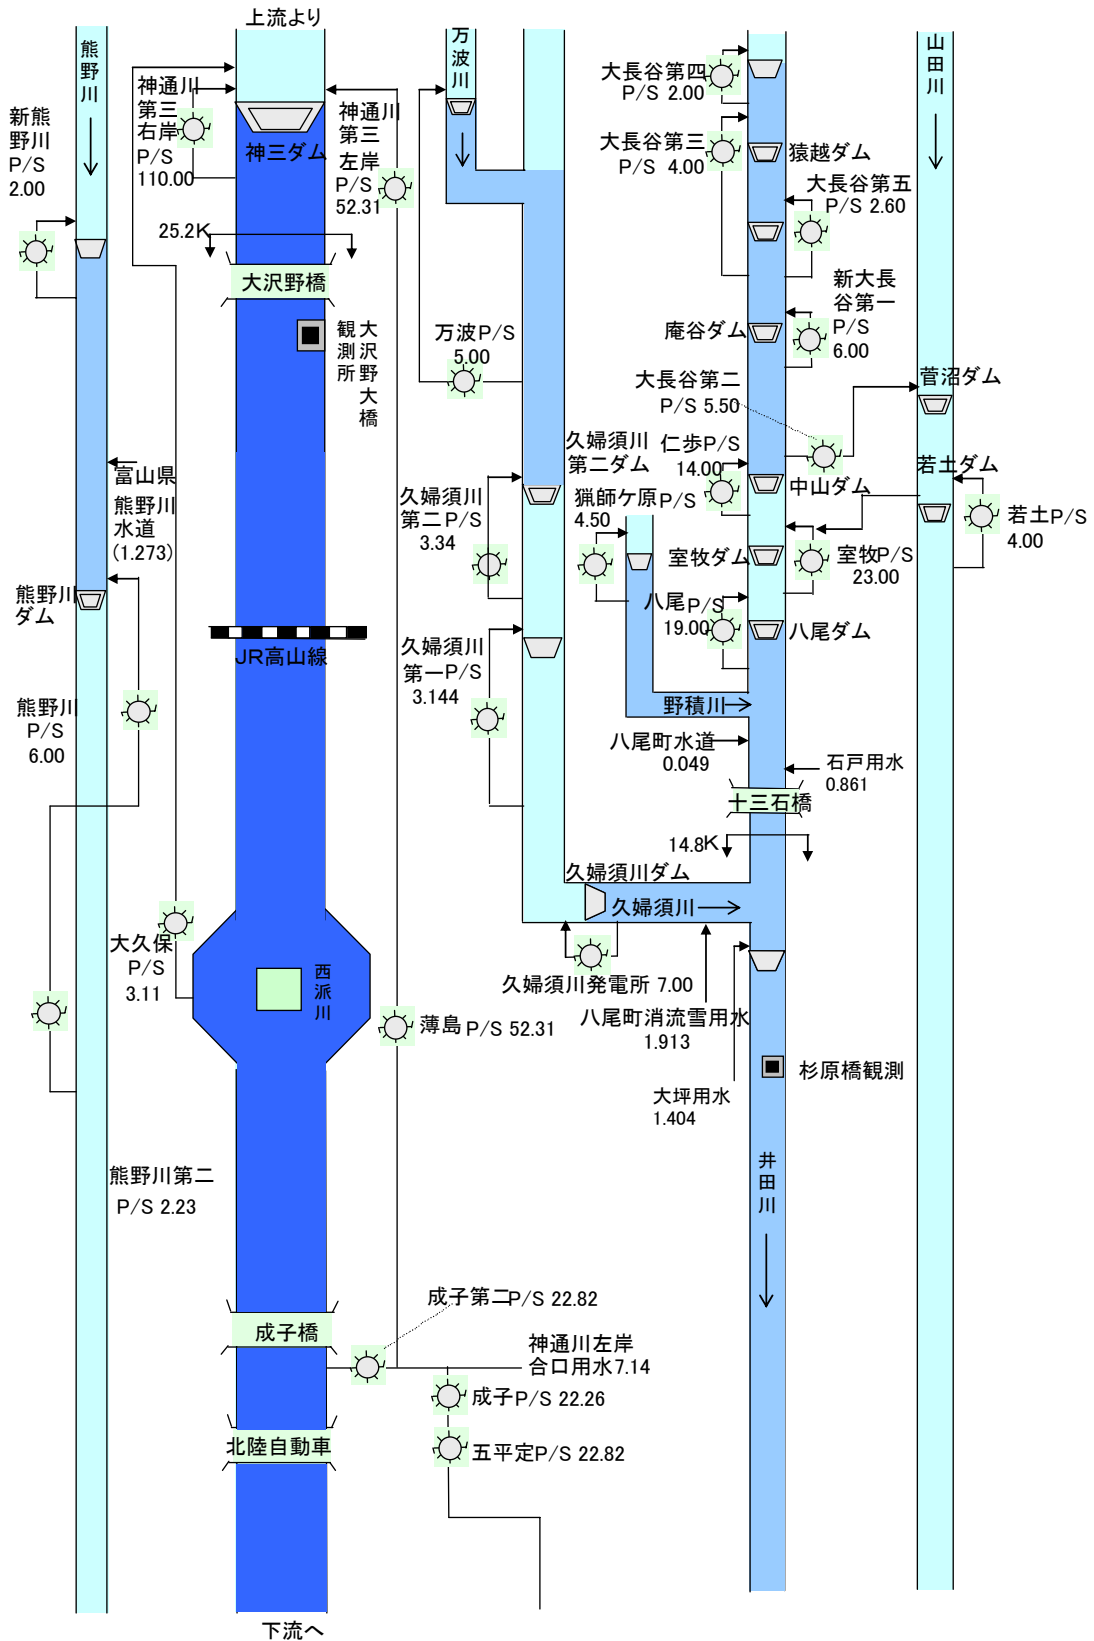 上流より
熊野川
新熊
野川
P/S
2.00
神通川
第三
右岸
P/S
110.00
神三ダム
神通川
第三
左岸
P/S
52.31
25.2K
大沢野橋
大沢野大橋
観測所
富山県
熊野川
水道
(1.273)
熊野川
ダム
熊野川
P/S
6.00
JR高山線
大久保
P/S
3.11
西派川
薄島 P/S 52.31
熊野川第二
P/S 2.23
成子橋
成子第二P/S 22.82
神通川左岸
合口用水7.14
成子P/S 22.26
五平定P/S 22.82
北陸自動車
下流へ
万波川
万波P/S
5.00
久婦須川
第二ダム
久婦須川
第二P/S
3.34
久婦須川
第一P/S
3.144
猟師ケ原P/S
4.50
大長谷第四
P/S 2.00
大長谷第三
P/S 4.00
猿越ダム
大長谷第五
P/S 2.60
新大長
谷第一
P/S
6.00
庵谷ダム
大長谷第二
P/S 5.50
仁歩P/S
14.00
中山ダム
室牧ダム
室牧P/S
23.00
八尾P/S
19.00
八尾ダム
野積川
八尾町水道
0.049
石戸用水
0.861
十三石橋
14.8K
久婦須川ダム
久婦須川
久婦須川発電所 7.00
八尾町消流雪用水
1.913
大坪用水
1.404
杉原橋観測
井田川
山田川
菅沼ダム
若土ダム
若土P/S
4.00